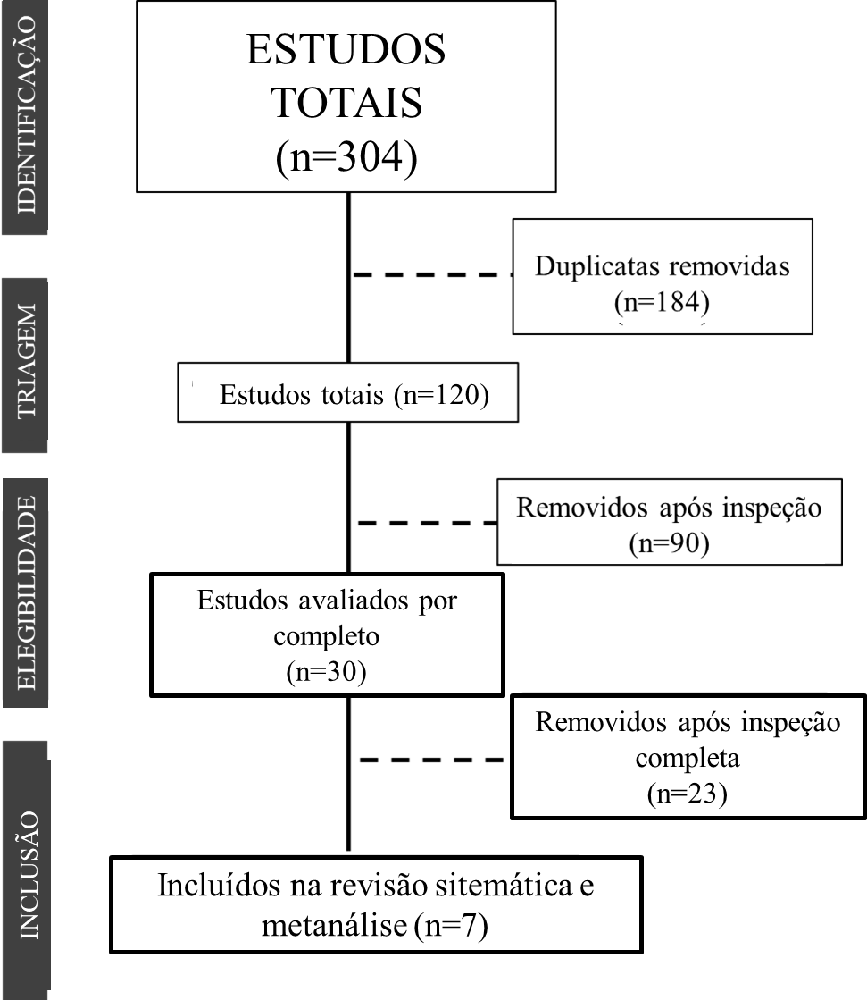 IDENTIFICAÇÃO
ESTUDOS
TOTAIS
(n=304)
Duplicatas removidas
(n=184)
TRIAGEM
Estudos totais (n=120)
ELEGIBILIDADE
Removidos após inspeção
(n=90)
Estudos avaliados por
completo
(n=30)
Removidos após inspeção
completa
(n=23)
INCLUSÃO
Incluídos na revisão sitemática e
metanálise (n=7)